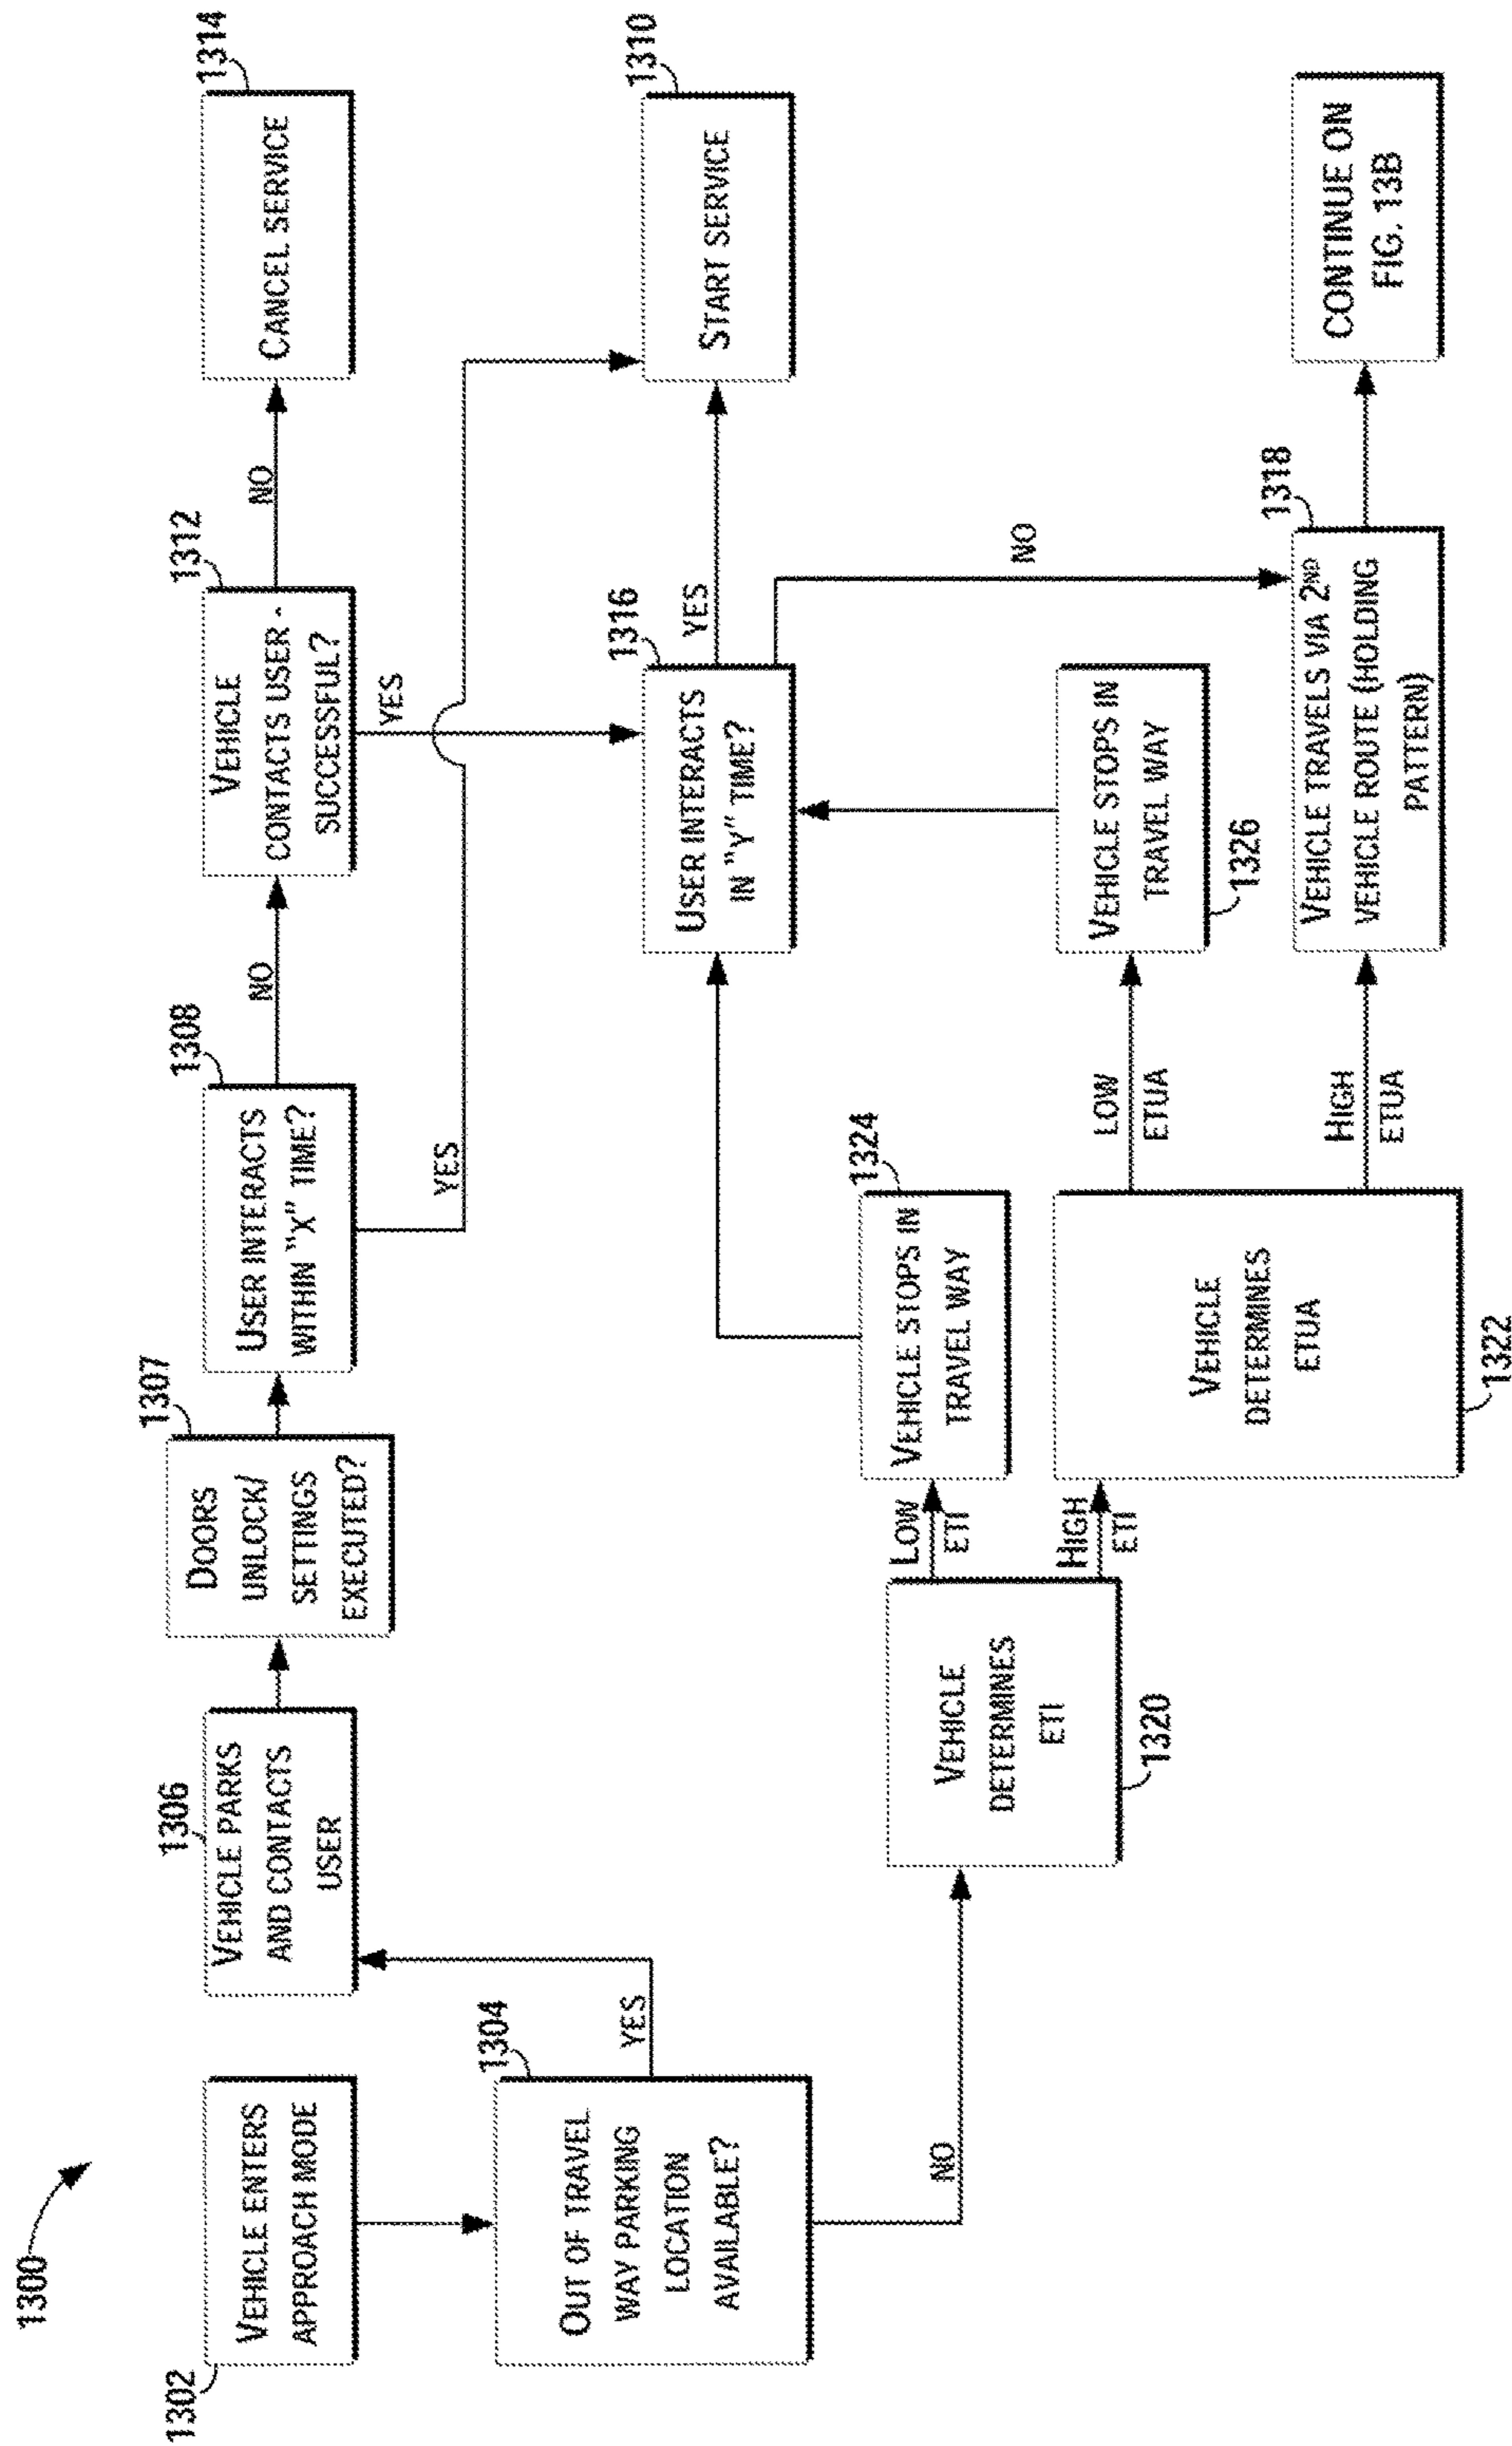 1300
1302
VEHICLE ENTERS
APPROACH MODE
1304
OUT OF TRAVEL
WAY PARKING
LOCATION
AVAILABLE?
YES
NO
1306
VEHICLE PARKS
AND CONTACTS
USER
1307
DOORS
UNLOCK/
SETTINGS
EXECUTED?
1308
USER INTERACTS
WITHIN "X" TIME?
NO
YES
1312
VEHICLE
CONTACTS USER -
SUCCESSFUL?
NO
YES
1314
CANCEL SERVICE
1310
START SERVICE
1316
USER INTERACTS
IN "Y" TIME?
YES
NO
1320
VEHICLE
DETERMINES
ETI
LOW
ETI
HIGH
ETI
1324
VEHICLE STOPS IN
TRAVEL WAY
1322
VEHICLE
DETERMINES
ETUA
LOW
ETUA
HIGH
ETUA
1326
VEHICLE STOPS IN
TRAVEL WAY
1318
VEHICLE TRAVELS VIA 2ND
VEHICLE ROUTE (HOLDING
PATTERN)
CONTINUE ON
FIG. 13B